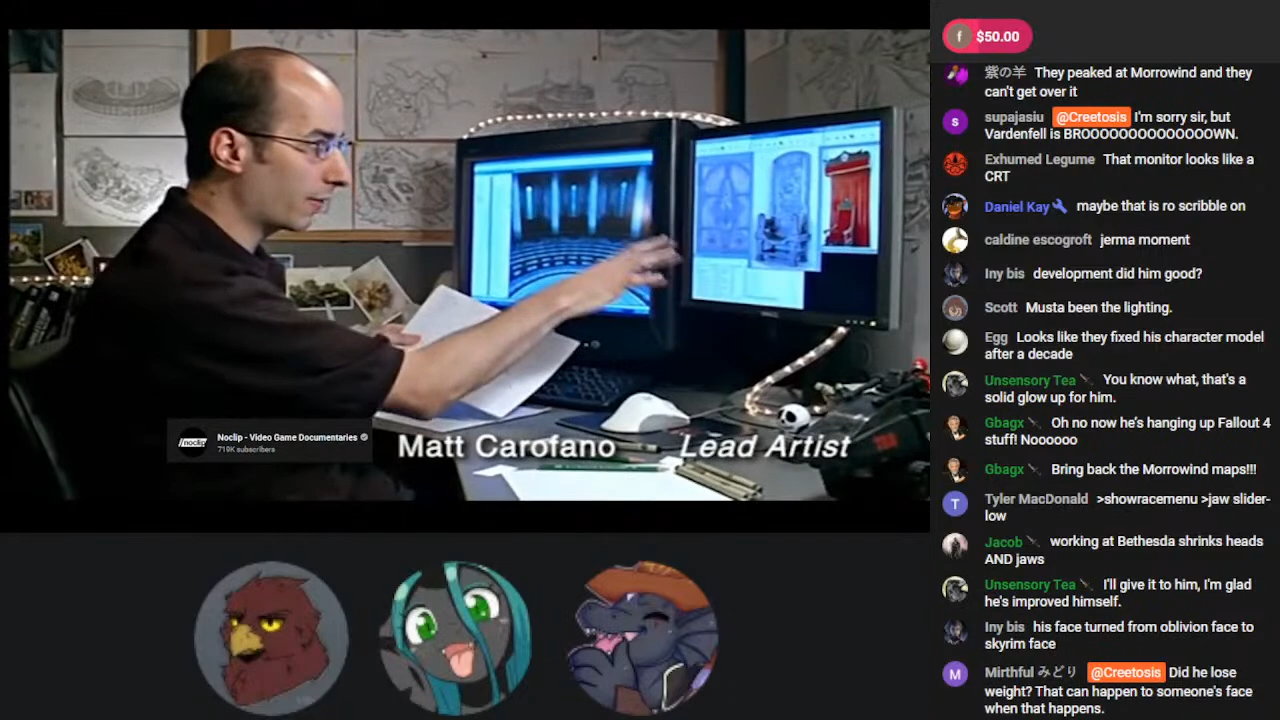 $50.00
紫の羊 They peaked at Morrowind and they
can't get over it
supajasiu @Creetosis I'm sorry sir, but
Vardenfell is BROOOOOOOOOOOOOWN.
Exhumed Legume That monitor looks like a
CRT
Daniel Kay maybe that is ro scribble on
caldine escogroft jerma moment
Iny bis development did him good?
Scott Musta been the lighting.
Egg Looks like they fixed his character model
after a decade
Unsensory Tea You know what, that's a
solid glow up for him.
Gbagx Oh no now he's hanging up Fallout 4
stuff! Noooooo
Gbagx Bring back the Morrowind maps!!!
Tyler MacDonald >showracemenu >jaw slider-
low
Jacob working at Bethesda shrinks heads
AND jaws
Unsensory Tea I'll give it to him, I'm glad
he's improved himself.
Iny bis his face turned from oblivion face to
skyrim face
Mirthful みどり @Creetosis Did he lose
weight? That can happen to someone's face
when that happens.
/noclip
Noclip - Video Game Documentaries
719K subscribers
Matt Carofano Lead Artist